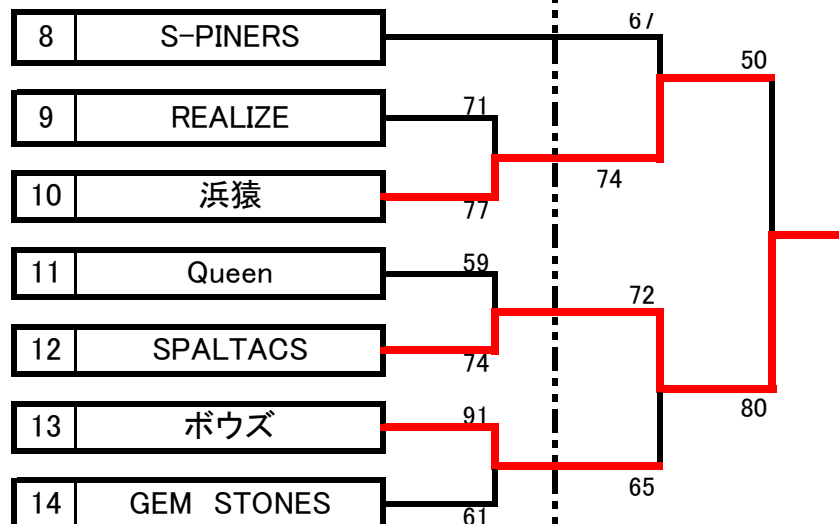 8 S-PINERS 67
50
9 REALIZE 71
74
10 浜猿 77
11 Queen 59
72
12 SPALTACS 74
80
13 ボウズ 91
65
14 GEM STONES 61